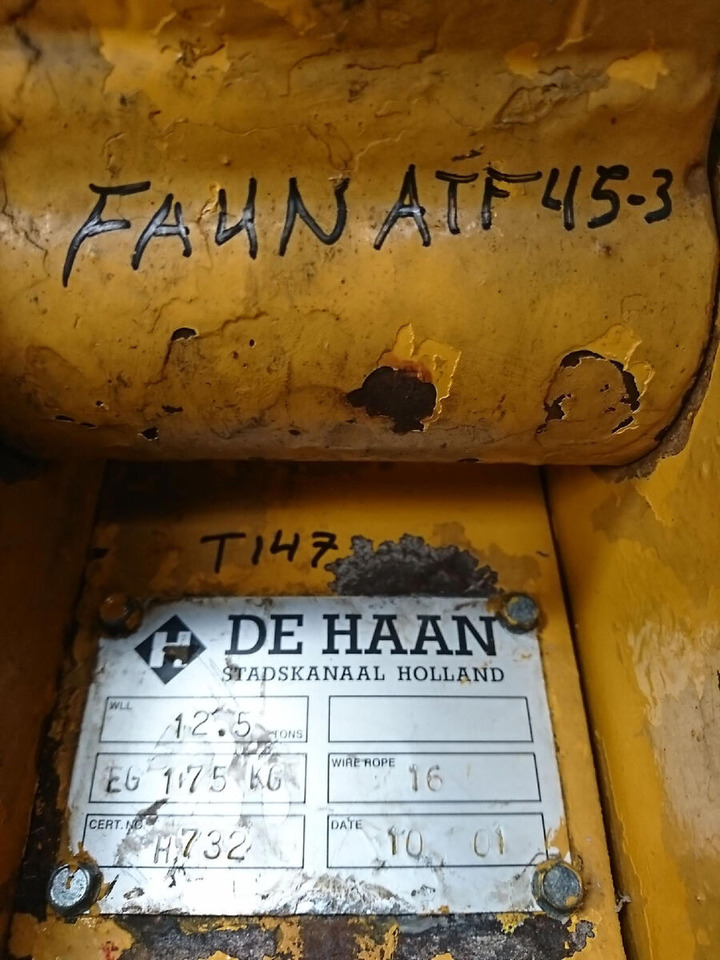 FAUN ATF 45-3
T147
H DE HAAN
STADSKANAAL HOLLAND
WLL 12.5 TONS
EG 175 KG
WIRE ROPE 16
CERT. NO H732
DATE 10 01